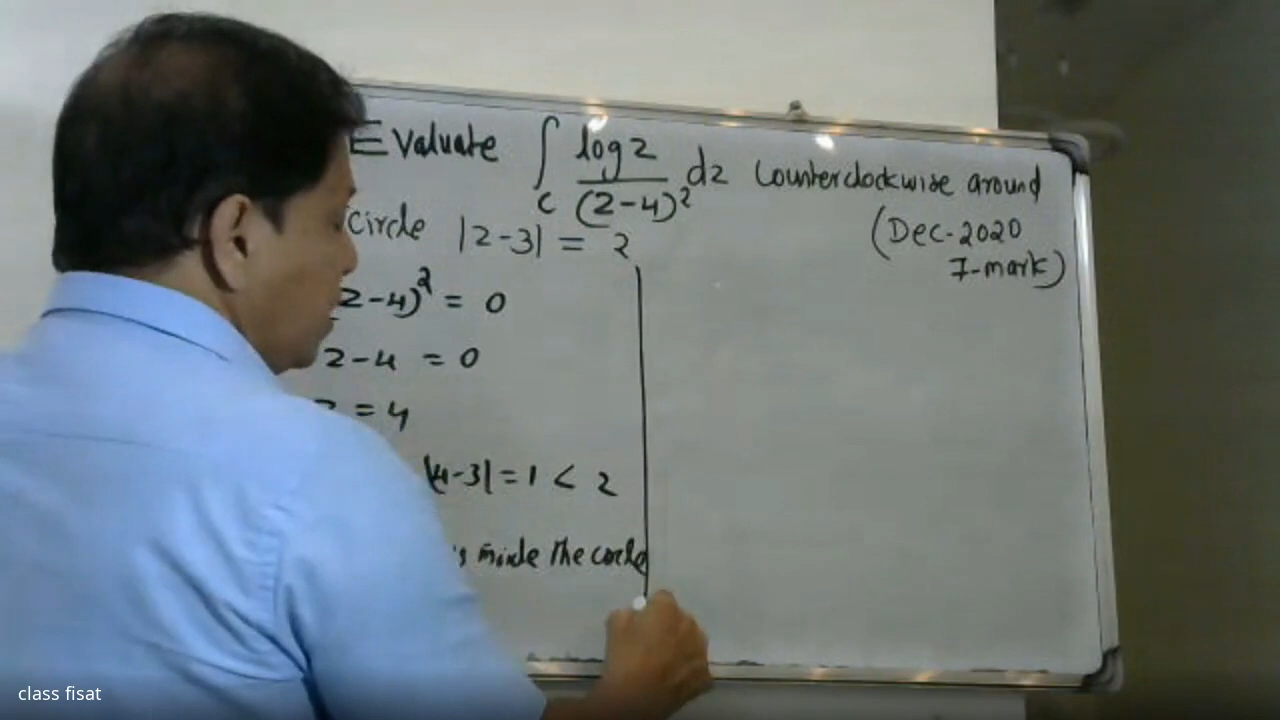 Evaluate ∫C log z / (z-4)² dz Counterclockwise around
Circle |z-3| = 2
(Dec-2020
7-mark)
z-4)² = 0
z-4 = 0
z = 4
|4-3| = 1 < 2
is inside the circle
class fisat